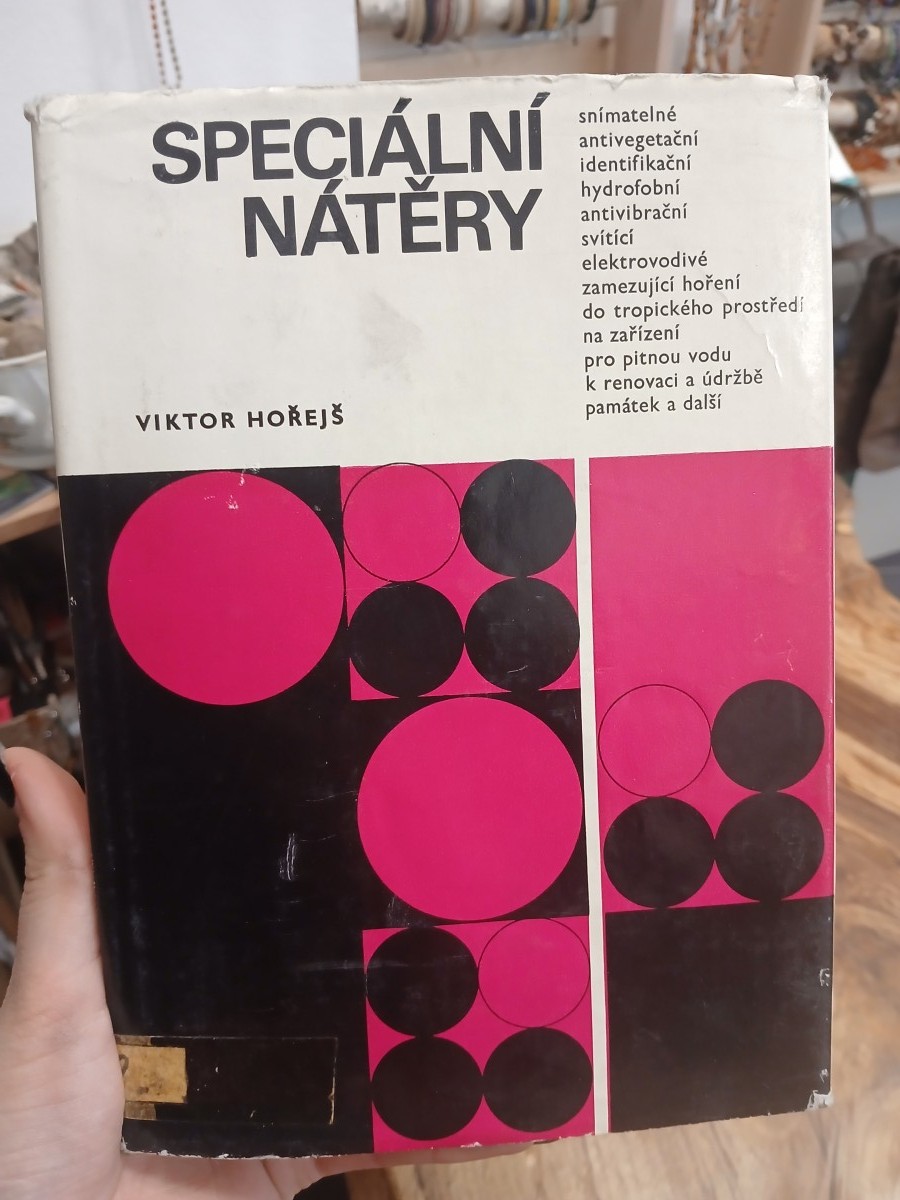 SPECIÁLNÍ
NÁTĚRY
VIKTOR HOŘEJŠ
snímatelné
antivegetační
identifikační
hydrofobní
antivibrační
svítící
elektrovodivé
zamezující hoření
do tropického prostředí
na zařízení
pro pitnou vodu
k renovaci a údržbě
památek a další